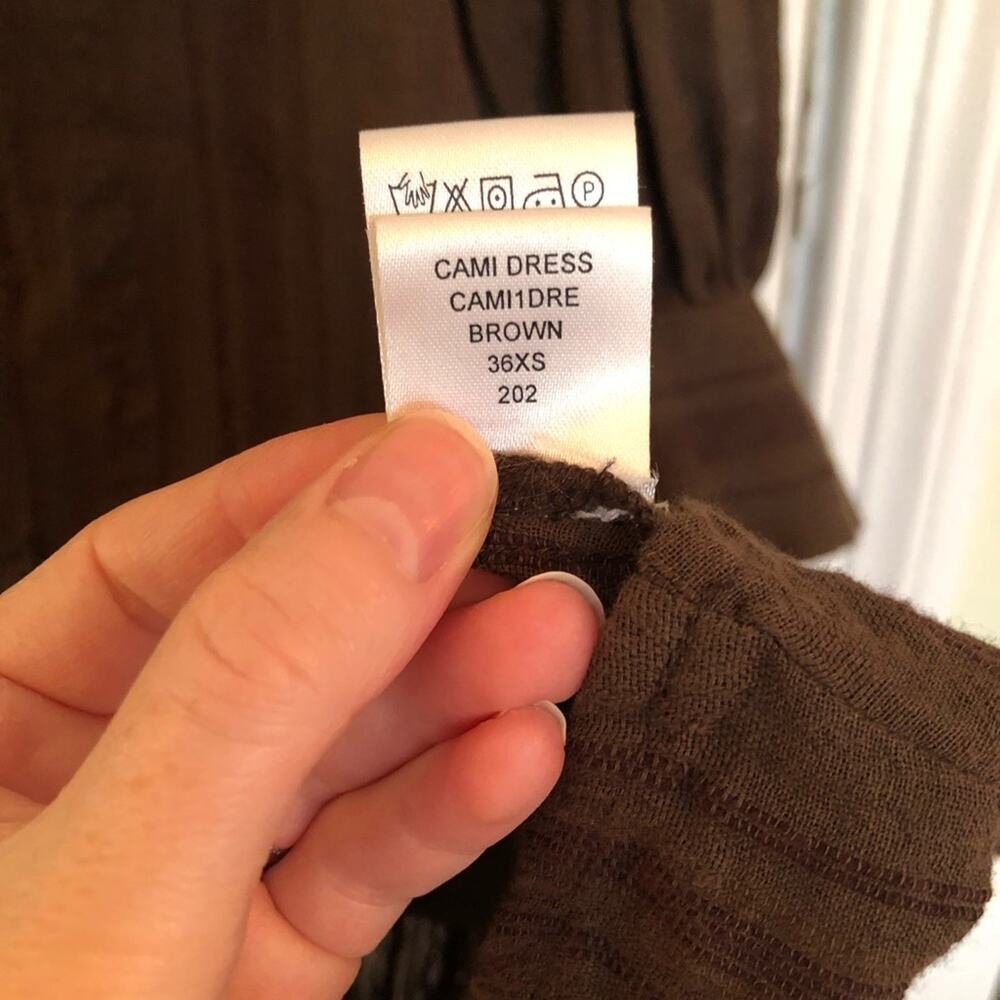 P
CAMI DRESS
CAMI1DRE
BROWN
36XS
202